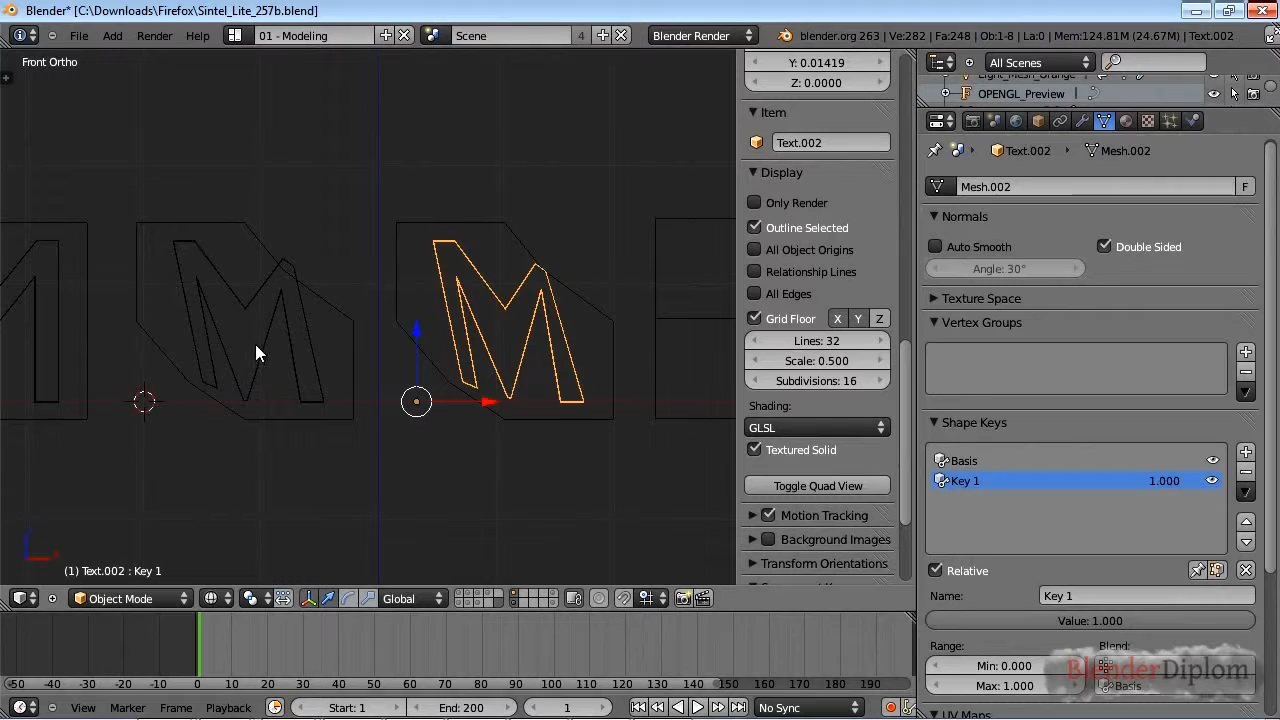 Blender* [C:\Downloads\Firefox\Sintel_Lite_257b.blend]
File Add Render Help 01 - Modeling Scene 4 Blender Render blender.org 263 | Ve:282 | Fa:248 | Ob:1-8 | La:0 | Mem:124.81M (24.67M) | Text.002
Front Ortho
Y: 0.01419
Z: 0.0000
Item
Text.002
Display
Only Render
Outline Selected
All Object Origins
Relationship Lines
All Edges
Grid Floor X Y Z
Lines: 32
Scale: 0.500
Subdivisions: 16
Shading:
GLSL
Textured Solid
Toggle Quad View
Motion Tracking
Background Images
Transform Orientations
M M M
(1) Text.002 : Key 1
Object Mode Global
-50 -40 -30 -20 -10 0 10 20 30 40 50 60 70 80 90 100 110 120 130 140 150 160 170 180 190
View Marker Frame Playback Start: 1 End: 200 1 No Sync
All Scenes
Light_Mesh_Orange
OPENGL_Preview
Text.002 Mesh.002
Mesh.002 F
Normals
Auto Smooth Double Sided
Angle: 30°
Texture Space
Vertex Groups
Shape Keys
Basis
Key 1 1.000
Relative
Name: Key 1
Value: 1.000
Range: Blend:
Min: 0.000
Max: 1.000 Basis
UV Maps
BlenderDiplom